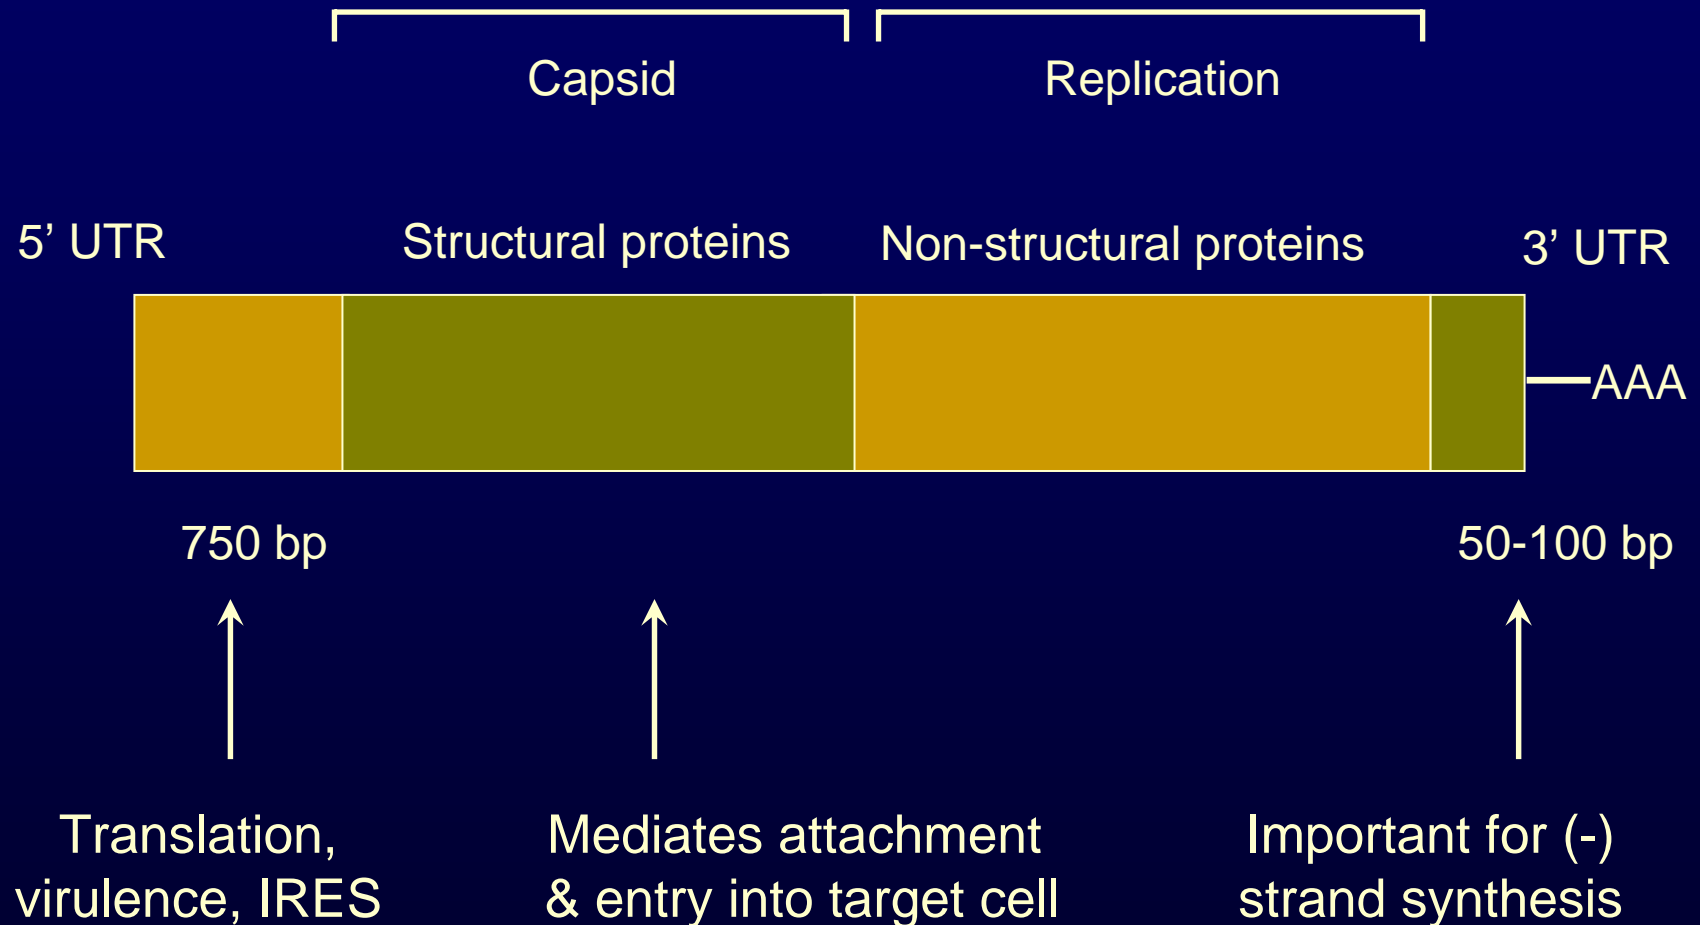 Capsid
Replication
5’ UTR
Structural proteins
Non-structural proteins
3’ UTR
AAA
750 bp
50-100 bp
Translation,
virulence, IRES
Mediates attachment
& entry into target cell
Important for (-)
strand synthesis